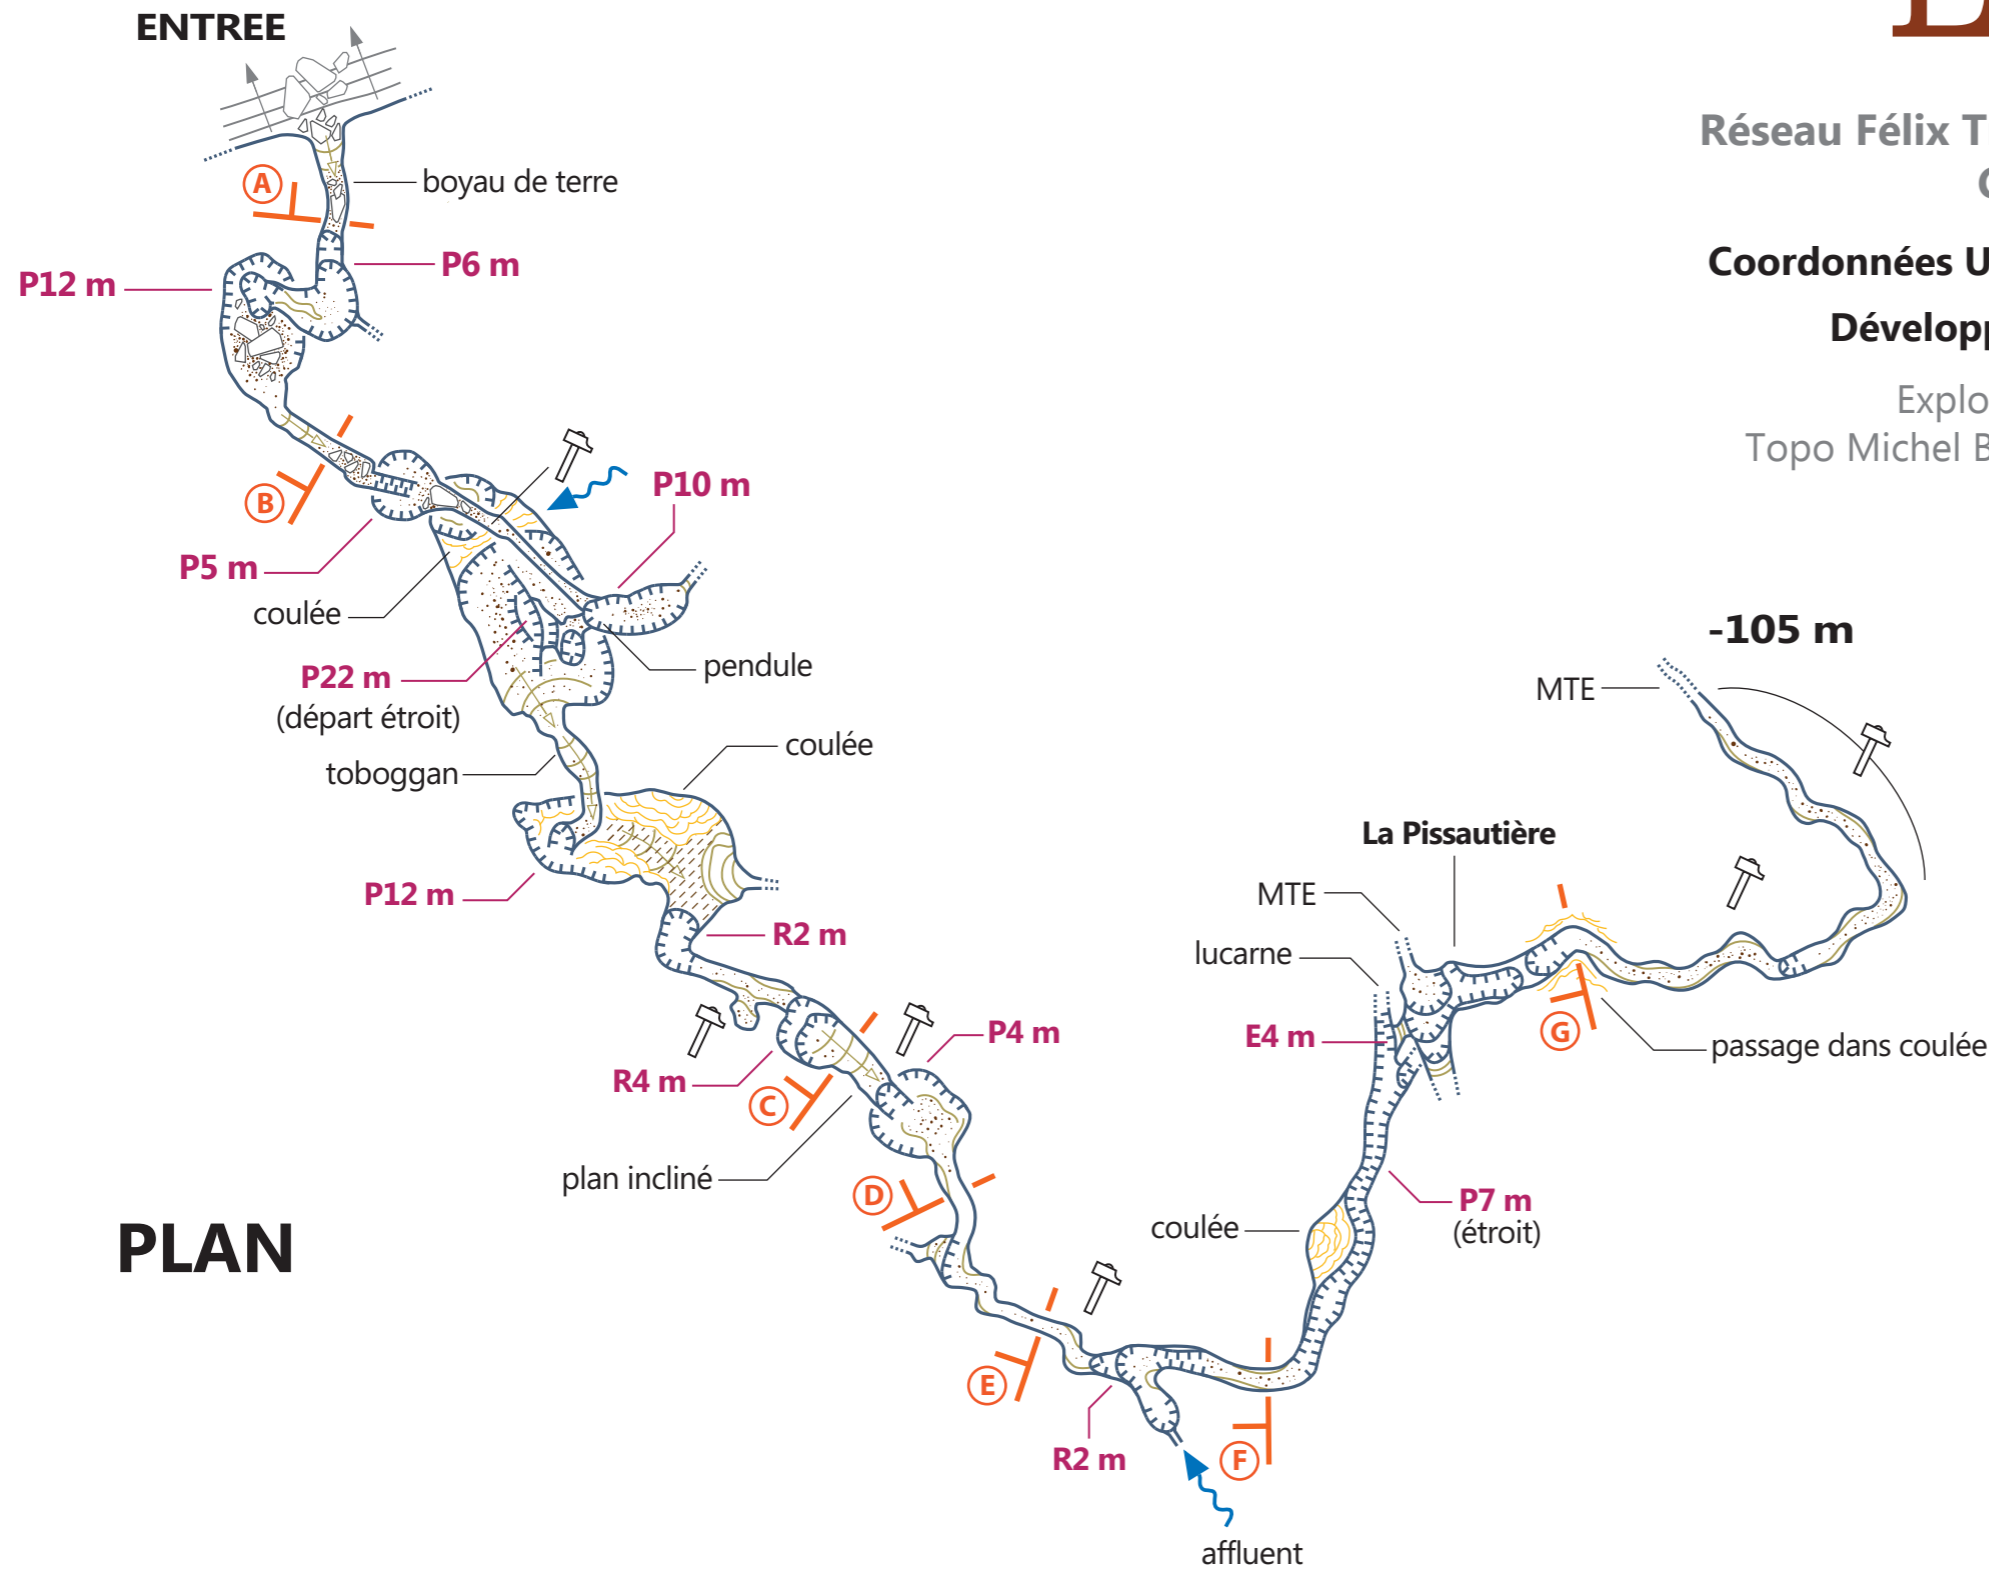 ENTREE
Réseau Félix T
A
boyau de terre
P6 m
Coordonnées U
P12 m
Développ
Explo
Topo Michel B
P10 m
B
P5 m
coulée
-105 m
pendule
P22 m
(départ étroit)
MTE
coulée
toboggan
La Pissautière
P12 m
MTE
R2 m
lucarne
P4 m
E4 m
G
passage dans coulée
R4 m
C
plan incliné
D
P7 m
(étroit)
coulée
PLAN
E
R2 m
F
affluent